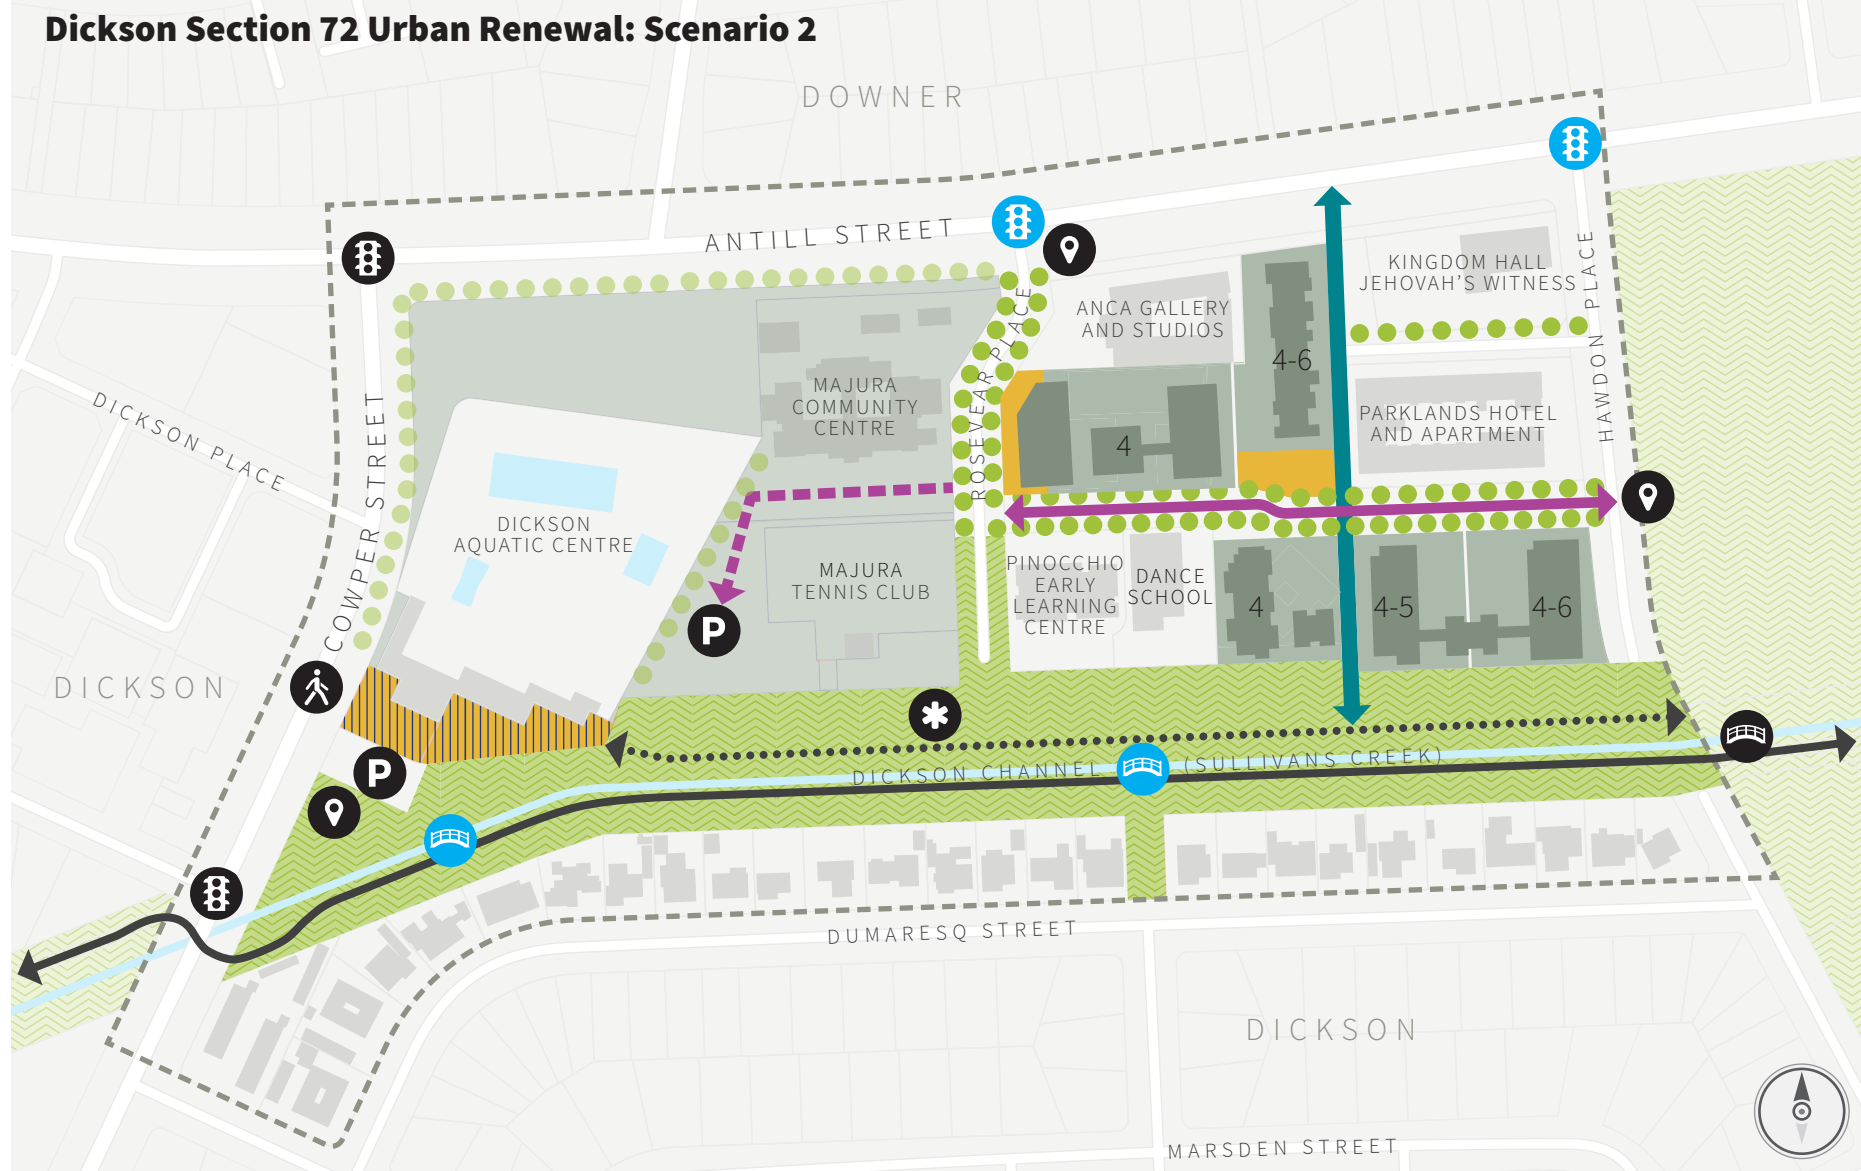 Dickson Section 72 Urban Renewal: Scenario 2
DOWNER
ANTILL STREET
KINGDOM HALL
JEHOVAH'S WITNESS
HAWDON PLACE
ANCA GALLERY
AND STUDIOS
ROSEVEAR PLACE
4-6
MAJURA
COMMUNITY
CENTRE
PARKLANDS HOTEL
AND APARTMENT
4
DICKSON PLACE
COWPER STREET
DICKSON
AQUATIC CENTRE
MAJURA
TENNIS CLUB
PINOCCHIO
EARLY
LEARNING
CENTRE
DANCE
SCHOOL
4
4-5
4-6
P
DICKSON
P
DICKSON CHANNEL (SULLIVANS CREEK)
DUMARESQ STREET
DICKSON
MARSDEN STREET